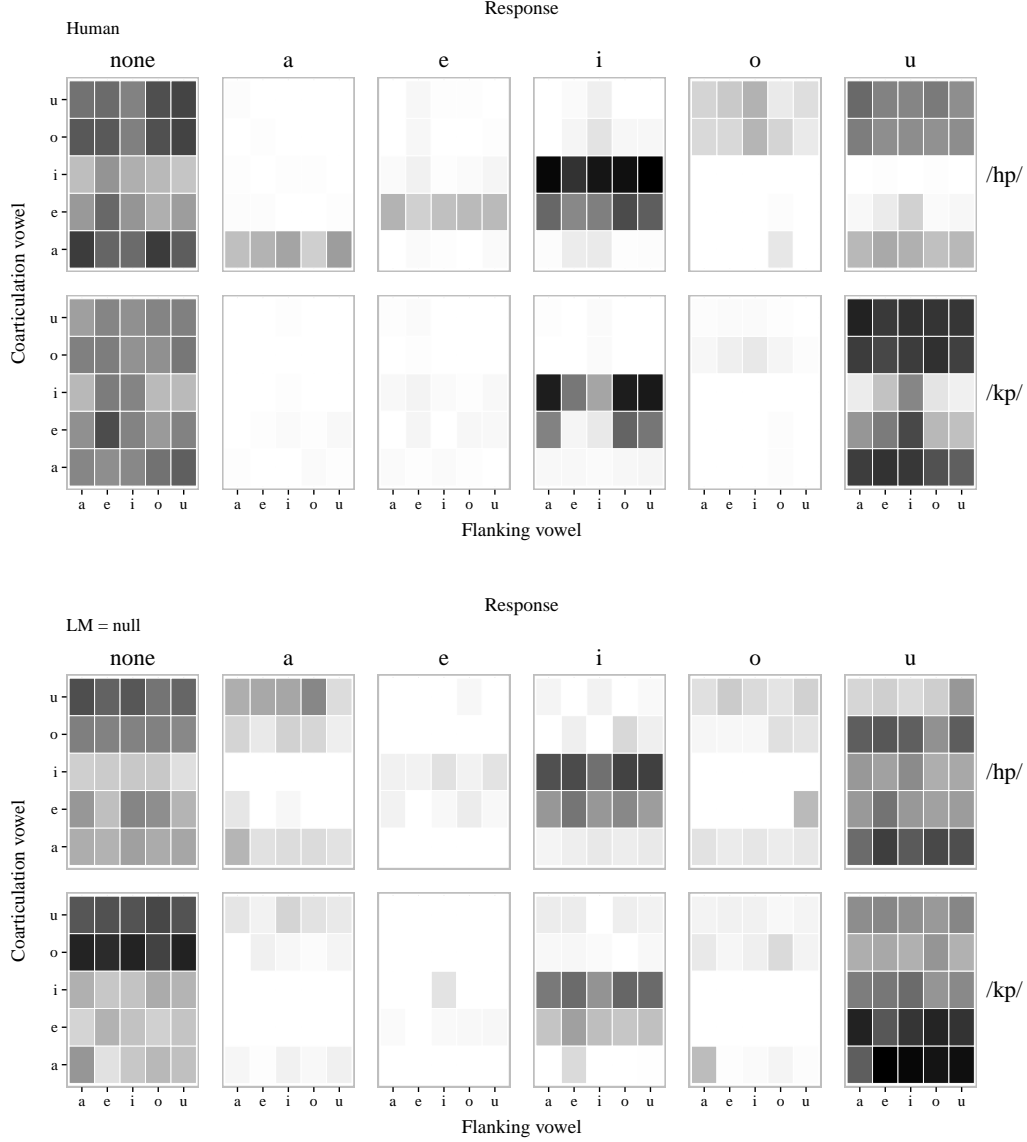 Response
Human
none a e i o u
u
o
i
e
a
/hp/
Coarticulation vowel
u
o
i
e
a
/kp/
a e i o u a e i o u a e i o u a e i o u a e i o u a e i o u
Flanking vowel
Response
LM = null
none a e i o u
u
o
i
e
a
/hp/
Coarticulation vowel
u
o
i
e
a
/kp/
a e i o u a e i o u a e i o u a e i o u a e i o u a e i o u
Flanking vowel